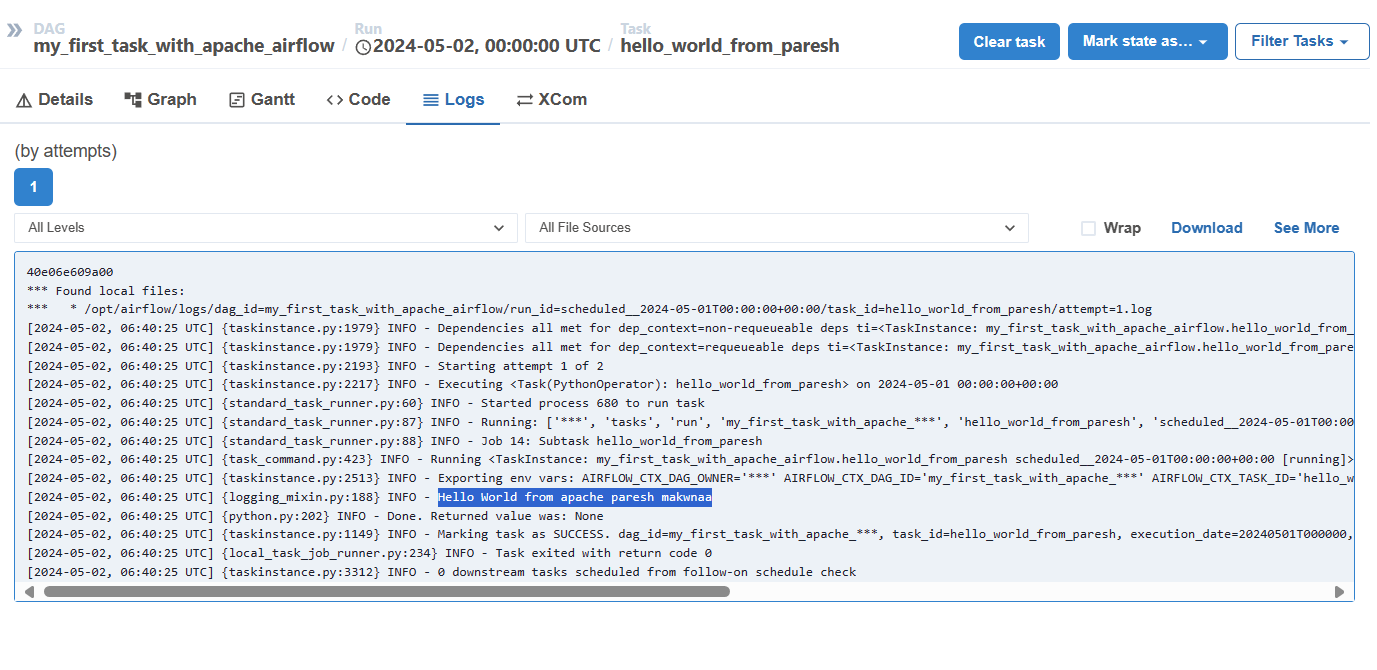 DAG
my_first_task_with_apache_airflow / Run 2024-05-02, 00:00:00 UTC / Task hello_world_from_paresh
Clear task
Mark state as…
Filter Tasks
Details
Graph
Gantt
Code
Logs
XCom
(by attempts)
1
All Levels
All File Sources
Wrap
Download
See More
40e06e609a00
*** Found local files:
***   * /opt/airflow/logs/dag_id=my_first_task_with_apache_airflow/run_id=scheduled__2024-05-01T00:00:00+00:00/task_id=hello_world_from_paresh/attempt=1.log
[2024-05-02, 06:40:25 UTC] {taskinstance.py:1979} INFO - Dependencies all met for dep_context=non-requeueable deps ti=<TaskInstance: my_first_task_with_apache_airflow.hello_world_from_
[2024-05-02, 06:40:25 UTC] {taskinstance.py:1979} INFO - Dependencies all met for dep_context=requeueable deps ti=<TaskInstance: my_first_task_with_apache_airflow.hello_world_from_pare
[2024-05-02, 06:40:25 UTC] {taskinstance.py:2193} INFO - Starting attempt 1 of 2
[2024-05-02, 06:40:25 UTC] {taskinstance.py:2217} INFO - Executing <Task(PythonOperator): hello_world_from_paresh> on 2024-05-01 00:00:00+00:00
[2024-05-02, 06:40:25 UTC] {standard_task_runner.py:60} INFO - Started process 680 to run task
[2024-05-02, 06:40:25 UTC] {standard_task_runner.py:87} INFO - Running: ['***', 'tasks', 'run', 'my_first_task_with_apache_***', 'hello_world_from_paresh', 'scheduled__2024-05-01T00:00
[2024-05-02, 06:40:25 UTC] {standard_task_runner.py:88} INFO - Job 14: Subtask hello_world_from_paresh
[2024-05-02, 06:40:25 UTC] {task_command.py:423} INFO - Running <TaskInstance: my_first_task_with_apache_airflow.hello_world_from_paresh scheduled__2024-05-01T00:00:00+00:00 [running]>
[2024-05-02, 06:40:25 UTC] {taskinstance.py:2513} INFO - Exporting env vars: AIRFLOW_CTX_DAG_OWNER='***' AIRFLOW_CTX_DAG_ID='my_first_task_with_apache_***' AIRFLOW_CTX_TASK_ID='hello_w
[2024-05-02, 06:40:25 UTC] {logging_mixin.py:188} INFO - Hello World from apache paresh makwnaa
[2024-05-02, 06:40:25 UTC] {python.py:202} INFO - Done. Returned value was: None
[2024-05-02, 06:40:25 UTC] {taskinstance.py:1149} INFO - Marking task as SUCCESS. dag_id=my_first_task_with_apache_***, task_id=hello_world_from_paresh, execution_date=20240501T000000,
[2024-05-02, 06:40:25 UTC] {local_task_job_runner.py:234} INFO - Task exited with return code 0
[2024-05-02, 06:40:25 UTC] {taskinstance.py:3312} INFO - 0 downstream tasks scheduled from follow-on schedule check